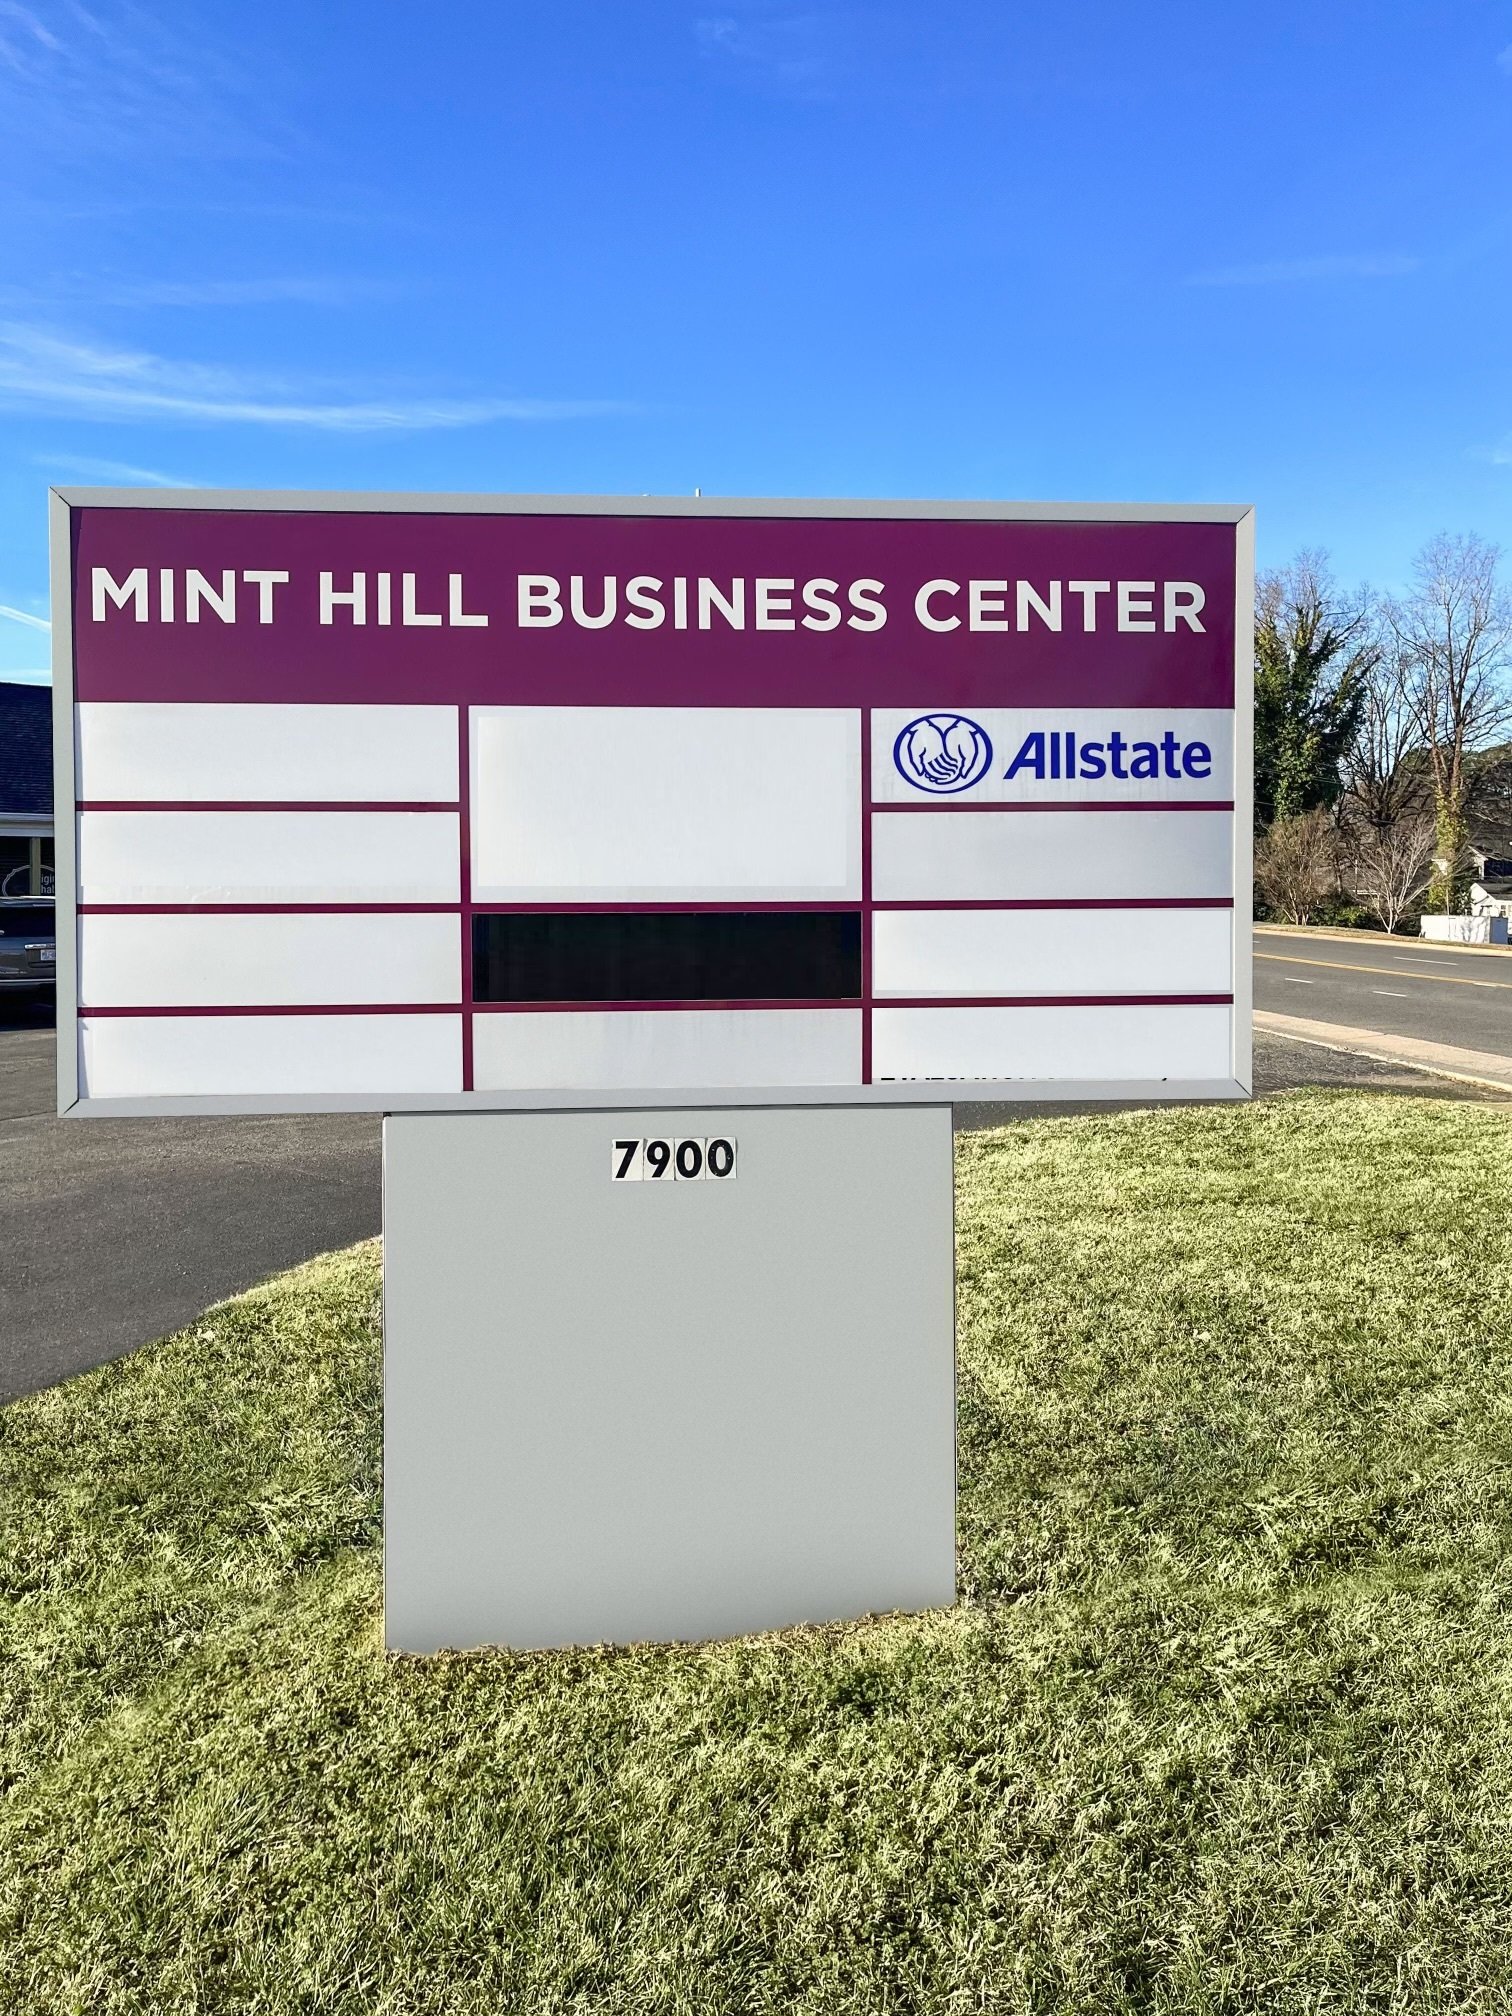 MINT HILL BUSINESS CENTER
Allstate
7900